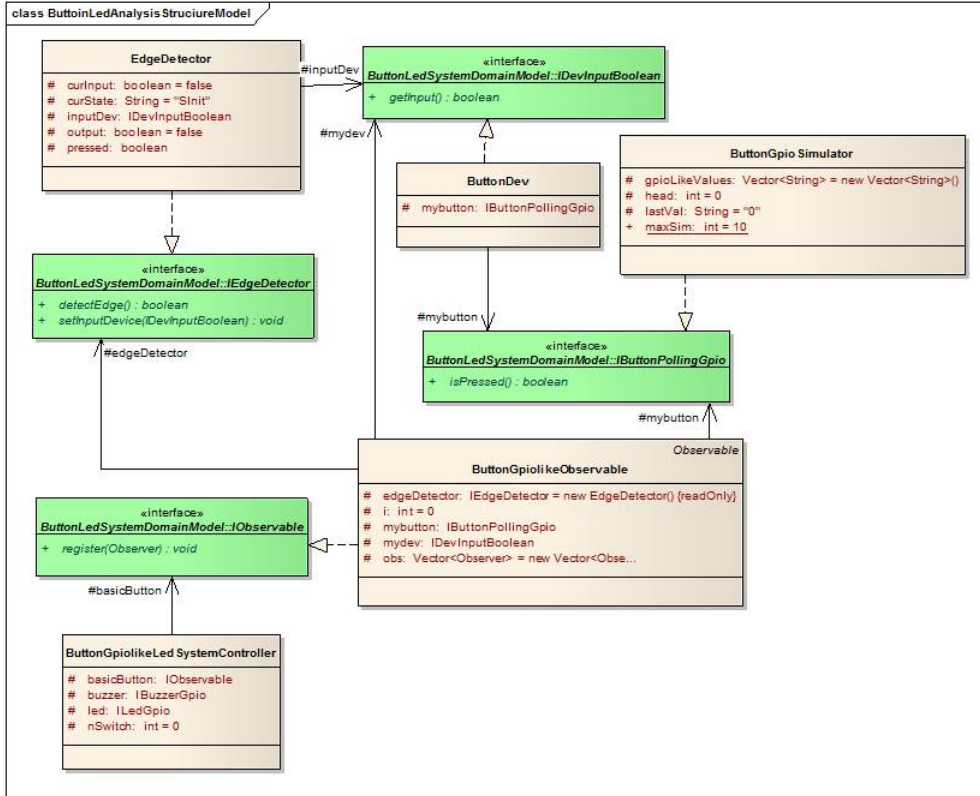 class ButtoinLedAnalysisStruciureModel
EdgeDetector
# curInput: boolean = false
# curState: String = "SInit"
# inputDev: IDevInputBoolean
# output: boolean = false
# pressed: boolean
#inputDev
«interface»
ButtonLedSystemDomainModel::IDevInputBoolean
+ getInput() : boolean
#mydev
ButtonDev
# mybutton: IButtonPollingGpio
ButtonGpio Simulator
# gpioLikeValues: Vector<String> = new Vector<String>()
# head: int = 0
# lastVal: String = "0"
+ maxSim: int = 10
«interface»
ButtonLedSystemDomainModel::IEdgeDetector
+ detectEdge() : boolean
+ setInputDevice(IDevInputBoolean) : void
#edgeDetector
#mybutton
«interface»
ButtonLedSystemDomainModel::IButtonPollingGpio
+ isPressed() : boolean
#mybutton
Observable
ButtonGpiolikeObservable
# edgeDetector: IEdgeDetector = new EdgeDetector() {readOnly}
# i: int = 0
# mybutton: IButtonPollingGpio
# mydev: IDevInputBoolean
# obs: Vector<Observer> = new Vector<Obse...
«interface»
ButtonLedSystemDomainModel::IObservable
+ register(Observer) : void
#basicButton
ButtonGpiolikeLed SystemController
# basicButton: IObservable
# buzzer: IBuzzerGpio
# led: ILedGpio
# nSwitch: int = 0